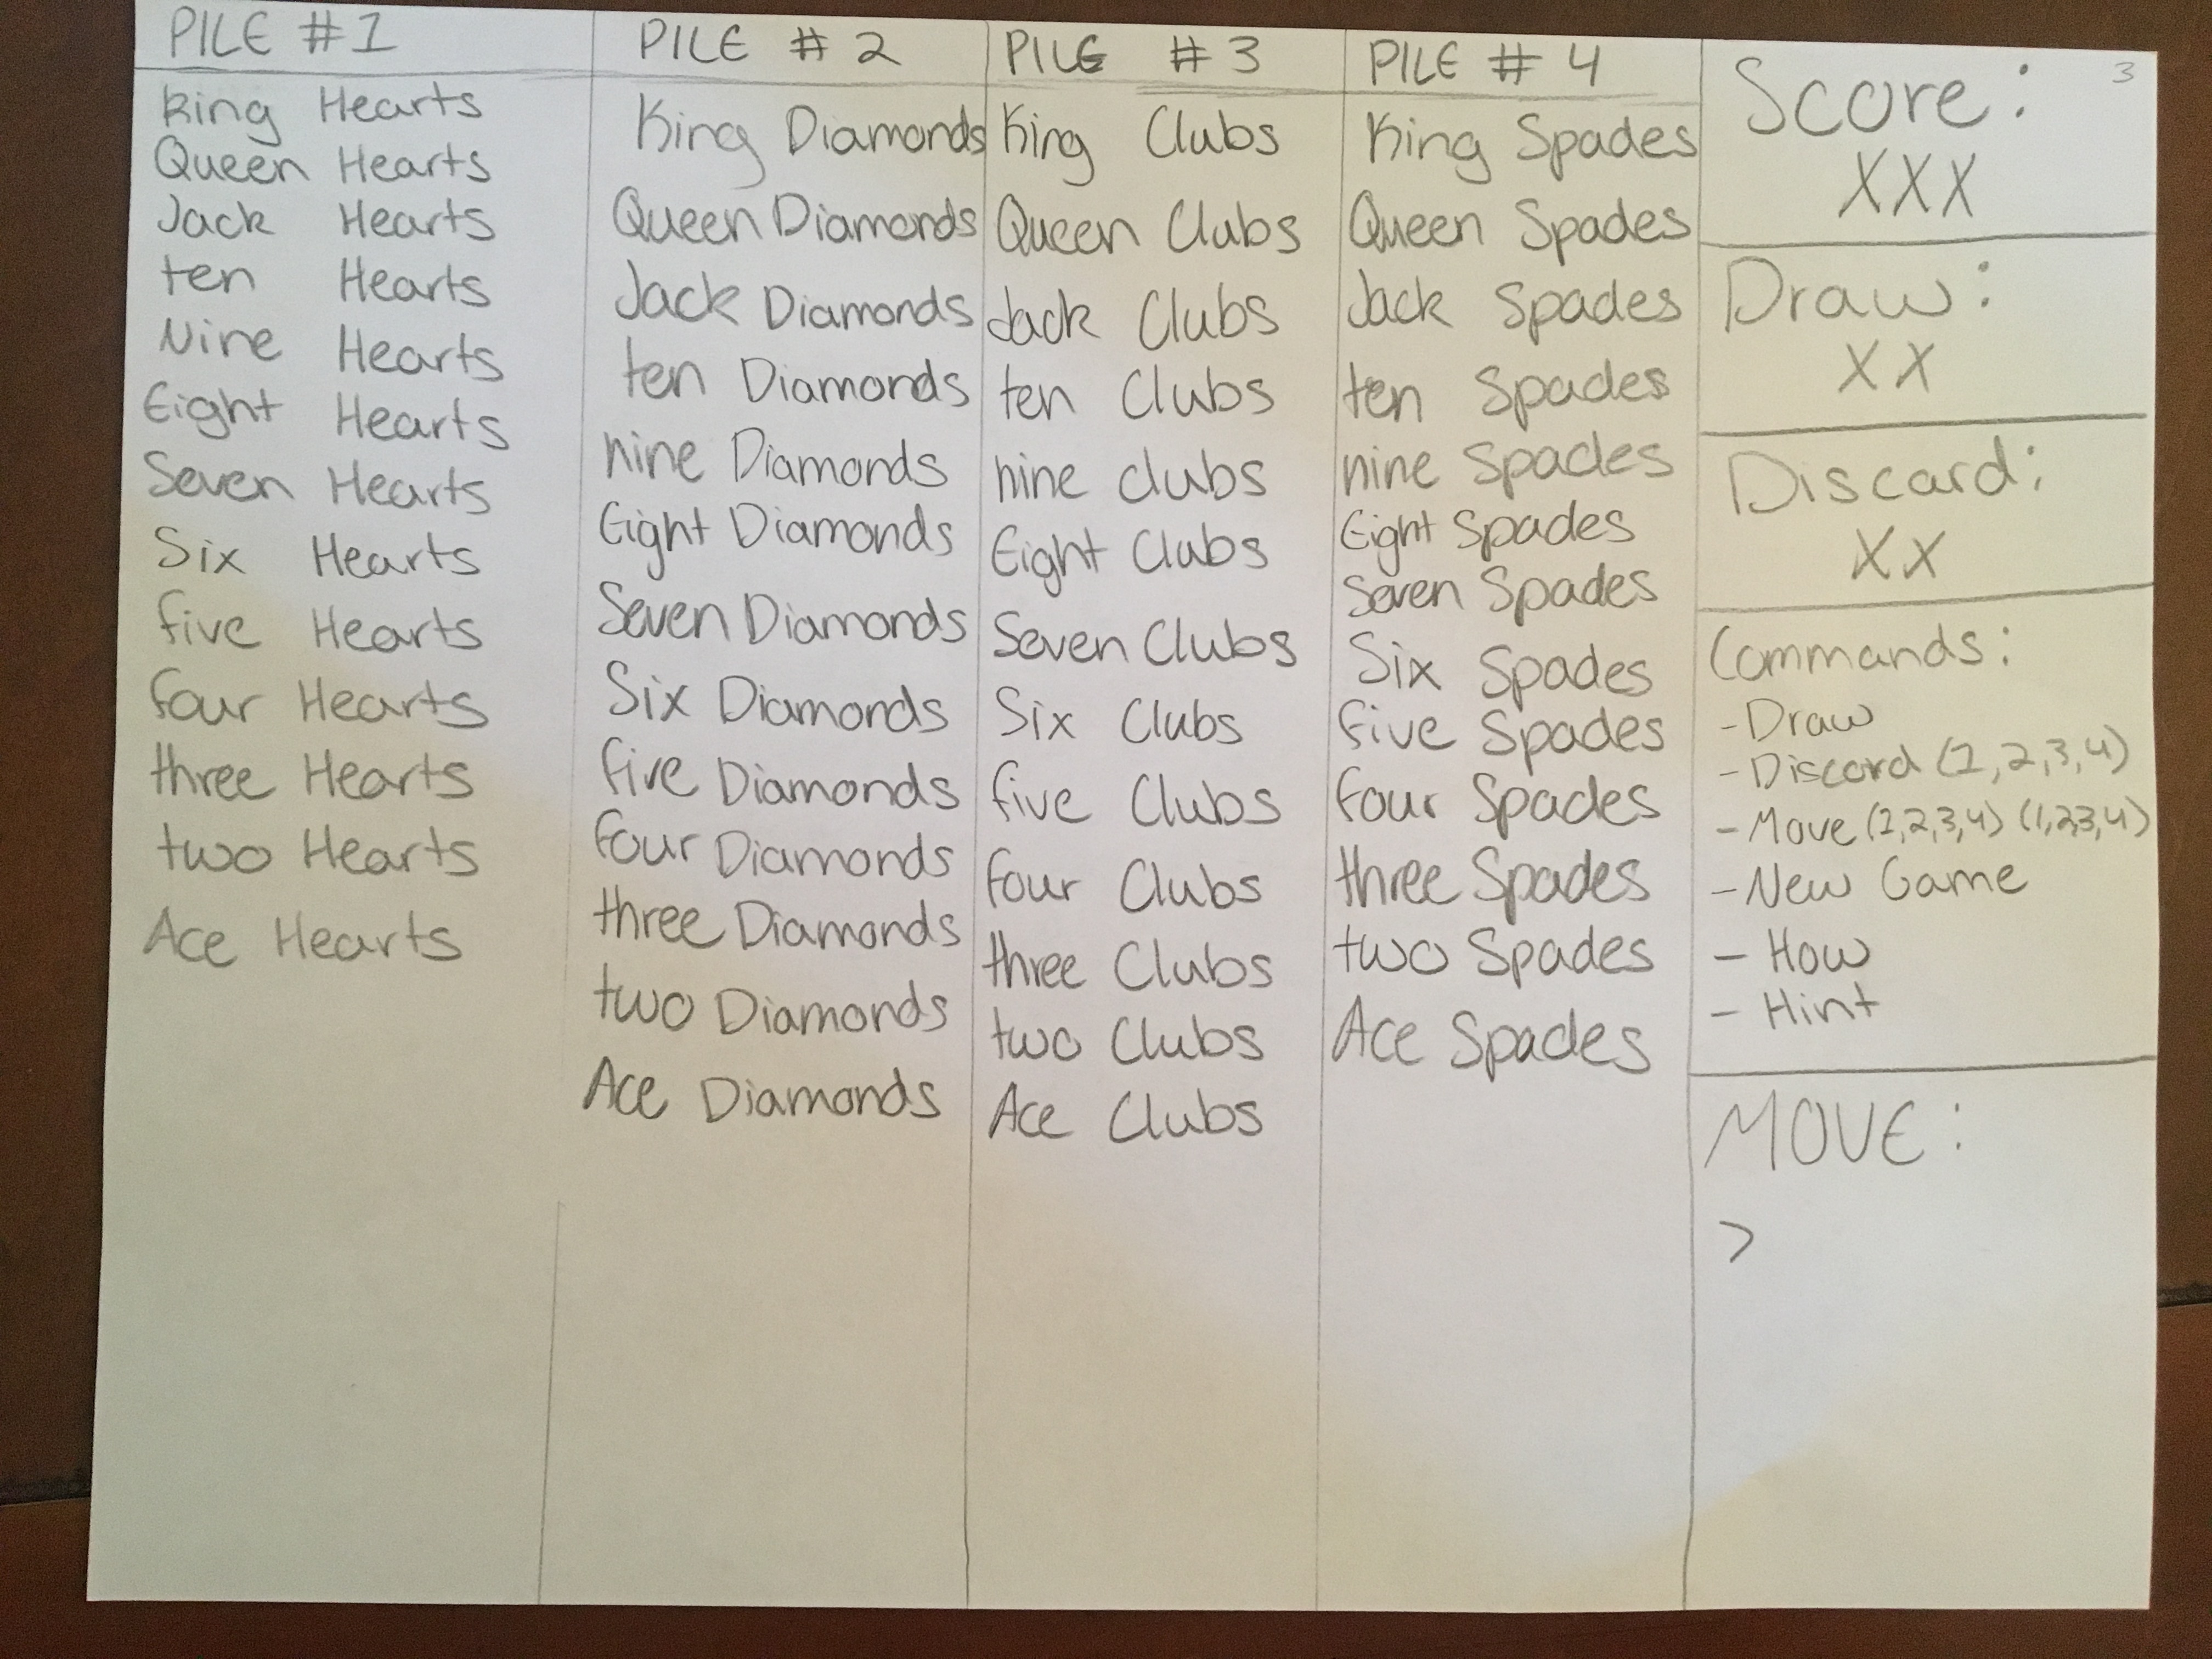 PILE #1
King Hearts
Queen Hearts
Jack Hearts
ten Hearts
Nine Hearts
Eight Hearts
Seven Hearts
Six Hearts
five Hearts
four Hearts
three Hearts
two Hearts
Ace Hearts
PILE #2
King Diamonds
Queen Diamonds
Jack Diamonds
ten Diamonds
nine Diamonds
Eight Diamonds
Seven Diamonds
Six Diamonds
five Diamonds
four Diamonds
three Diamonds
two Diamonds
Ace Diamonds
PILE #3
King Clubs
Queen Clubs
Jack Clubs
ten Clubs
nine clubs
Eight Clubs
Seven Clubs
Six Clubs
five Clubs
four Clubs
three Clubs
two Clubs
Ace Clubs
PILE #4
King Spades
Queen Spades
Jack Spades
ten Spades
nine Spades
Eight Spades
Seven Spades
Six Spades
five Spades
four Spades
three Spades
two Spades
Ace Spades
3
Score:
XXX
Draw:
XX
Discard:
XX
Commands:
- Draw
- Discard (1,2,3,4)
- Move (1,2,3,4) (1,2,3,4)
- New Game
- How
- Hint
MOVE:
>